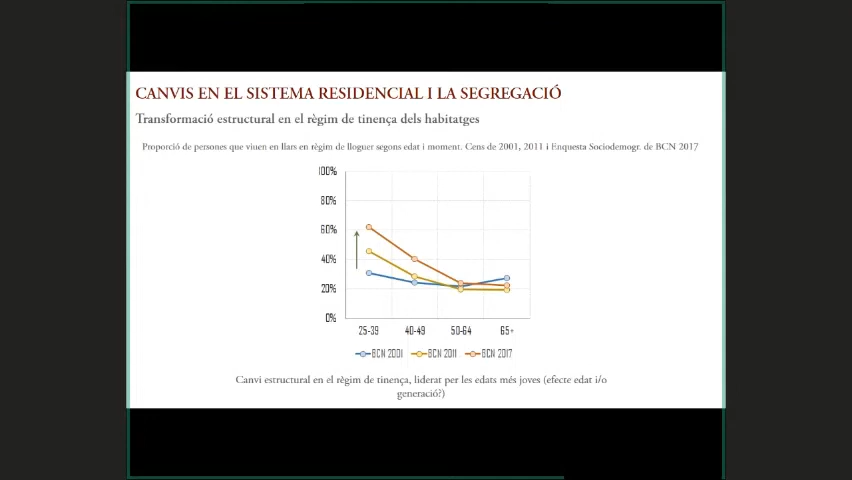 CANVIS EN EL SISTEMA RESIDENCIAL I LA SEGREGACIÓ
Transformació estructural en el règim de tinença dels habitatges
Proporció de persones que viuen en llars en règim de lloguer segons edat i moment. Cens de 2001, 2011 i Enquesta Sociodemogr. de BCN 2017
100%
80%
60%
40%
20%
0%
25-39 40-49 50-64 65+
BCN 2001 BCN 2011 BCN 2017
Canvi estructural en el règim de tinença, liderat per les edats més joves (efecte edat i/o
generació?)